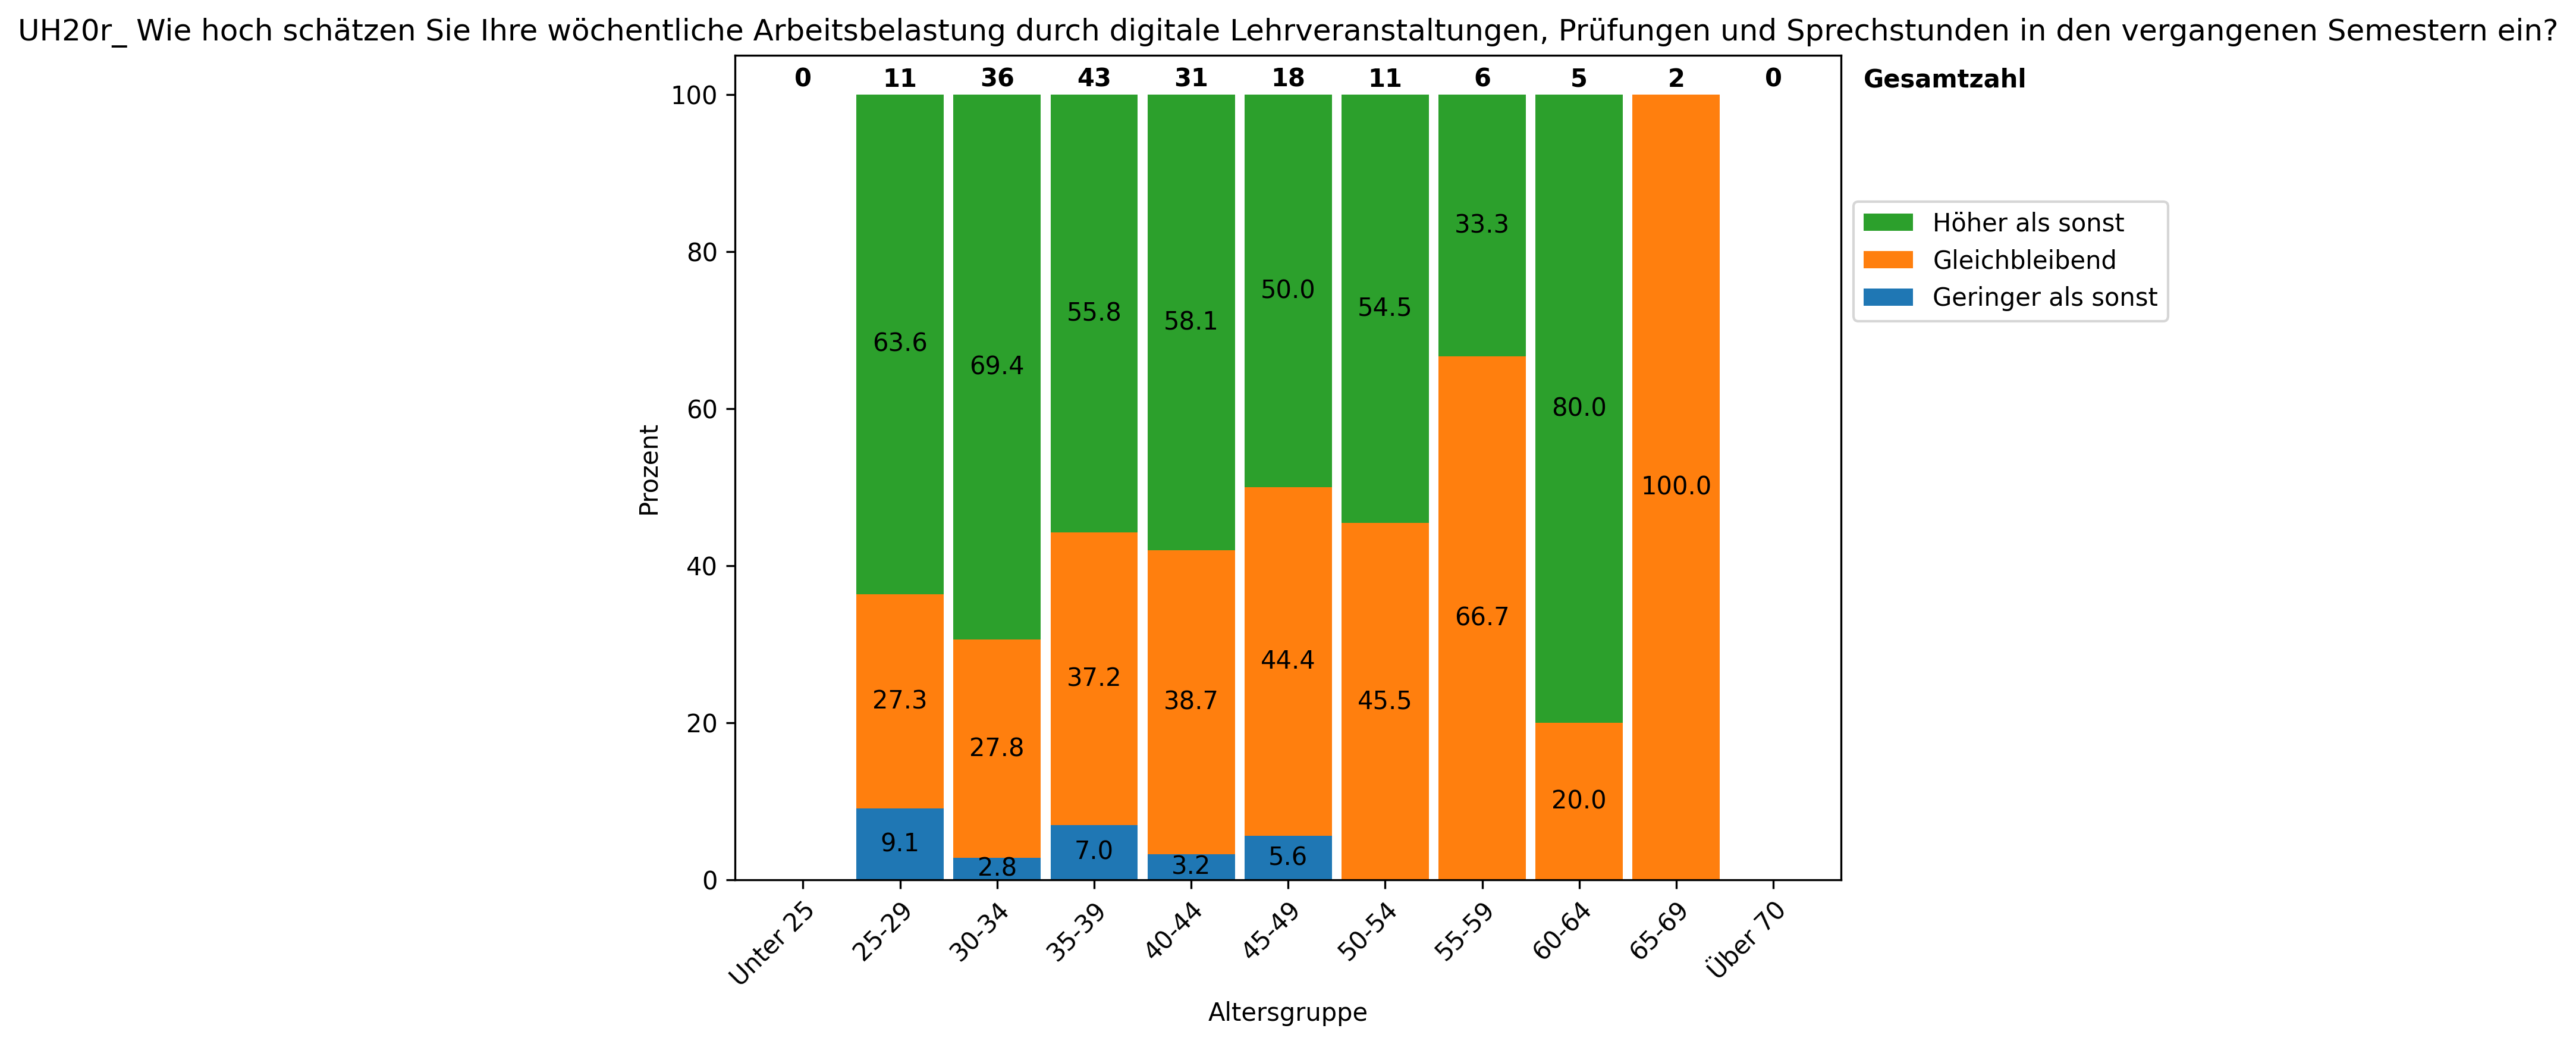 UH20r_ Wie hoch schätzen Sie Ihre wöchentliche Arbeitsbelastung durch digitale Lehrveranstaltungen, Prüfungen und Sprechstunden in den vergangenen Semestern ein?
0 11 36 43 31 18 11 6 5 2 0 Gesamtzahl
Höher als sonst
Gleichbleibend
Geringer als sonst
Prozent
100
80
60
40
20
0
63.6 69.4 55.8 58.1 50.0 54.5 33.3 80.0 100.0
27.3 27.8 37.2 38.7 44.4 45.5 66.7 20.0
9.1 2.8 7.0 3.2 5.6
Unter 25 25-29 30-34 35-39 40-44 45-49 50-54 55-59 60-64 65-69 Über 70
Altersgruppe